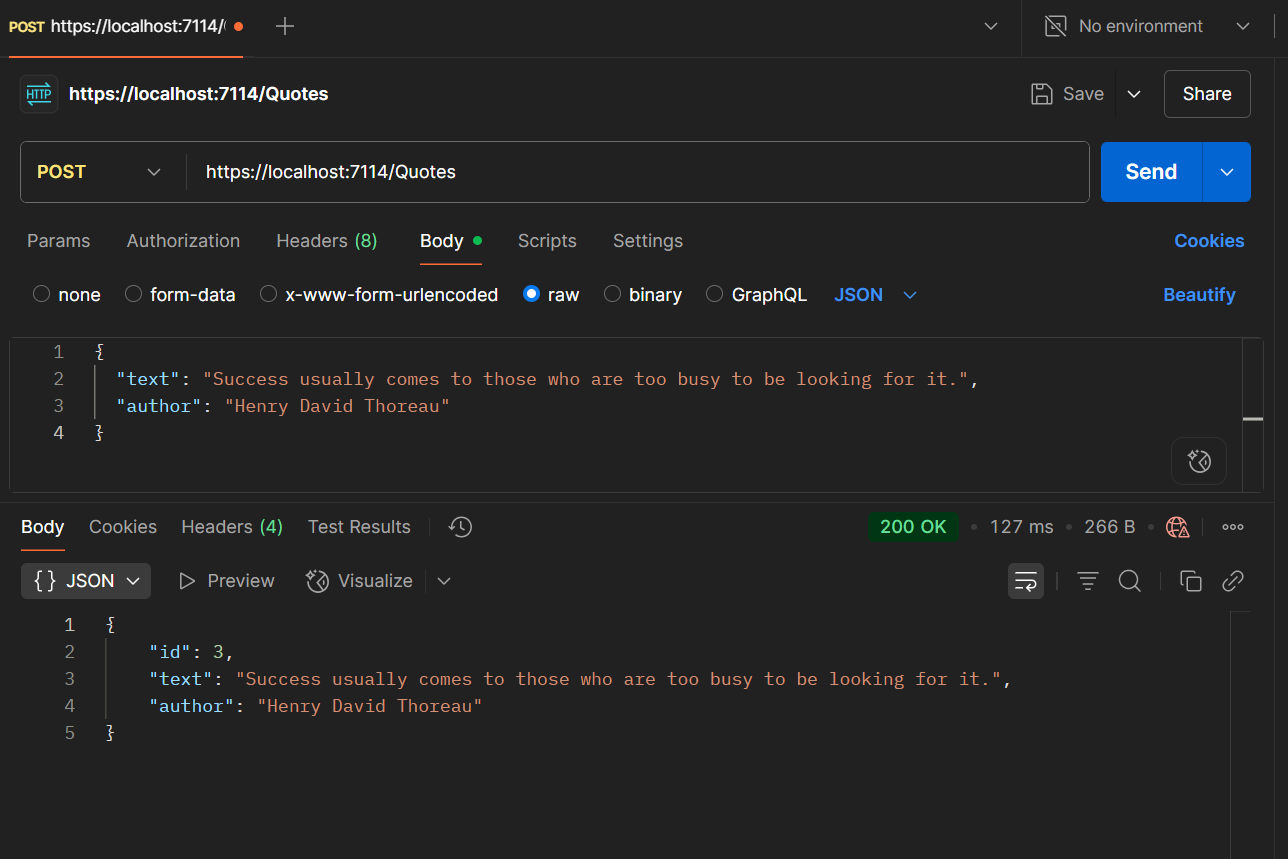 POST https://localhost:7114/
No environment
HTTP https://localhost:7114/Quotes
Save
Share
POST https://localhost:7114/Quotes
Send
Params Authorization Headers (8) Body Scripts Settings Cookies
none form-data x-www-form-urlencoded raw binary GraphQL JSON Beautify
1 {
2 "text": "Success usually comes to those who are too busy to be looking for it.",
3 "author": "Henry David Thoreau"
4 }
Body Cookies Headers (4) Test Results 200 OK • 127 ms • 266 B •
{} JSON Preview Visualize
1 {
2 "id": 3,
3 "text": "Success usually comes to those who are too busy to be looking for it.",
4 "author": "Henry David Thoreau"
5 }